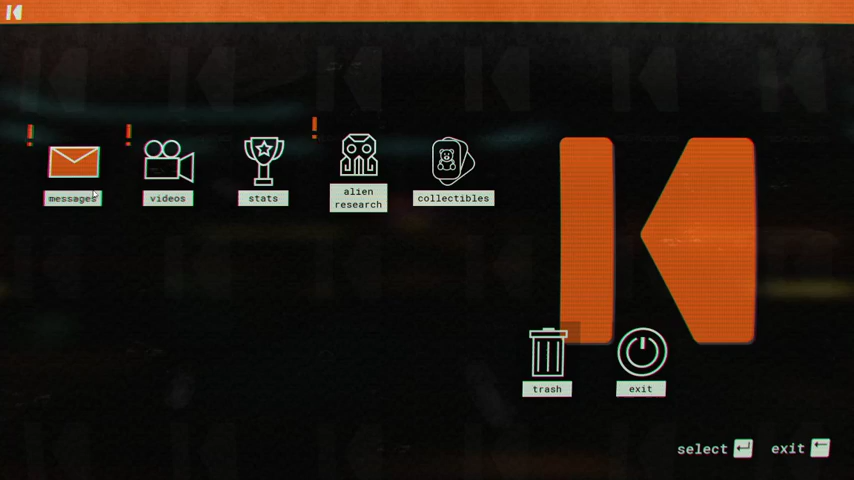 messages
videos
stats
alien
research
collectibles
trash
exit
select
exit